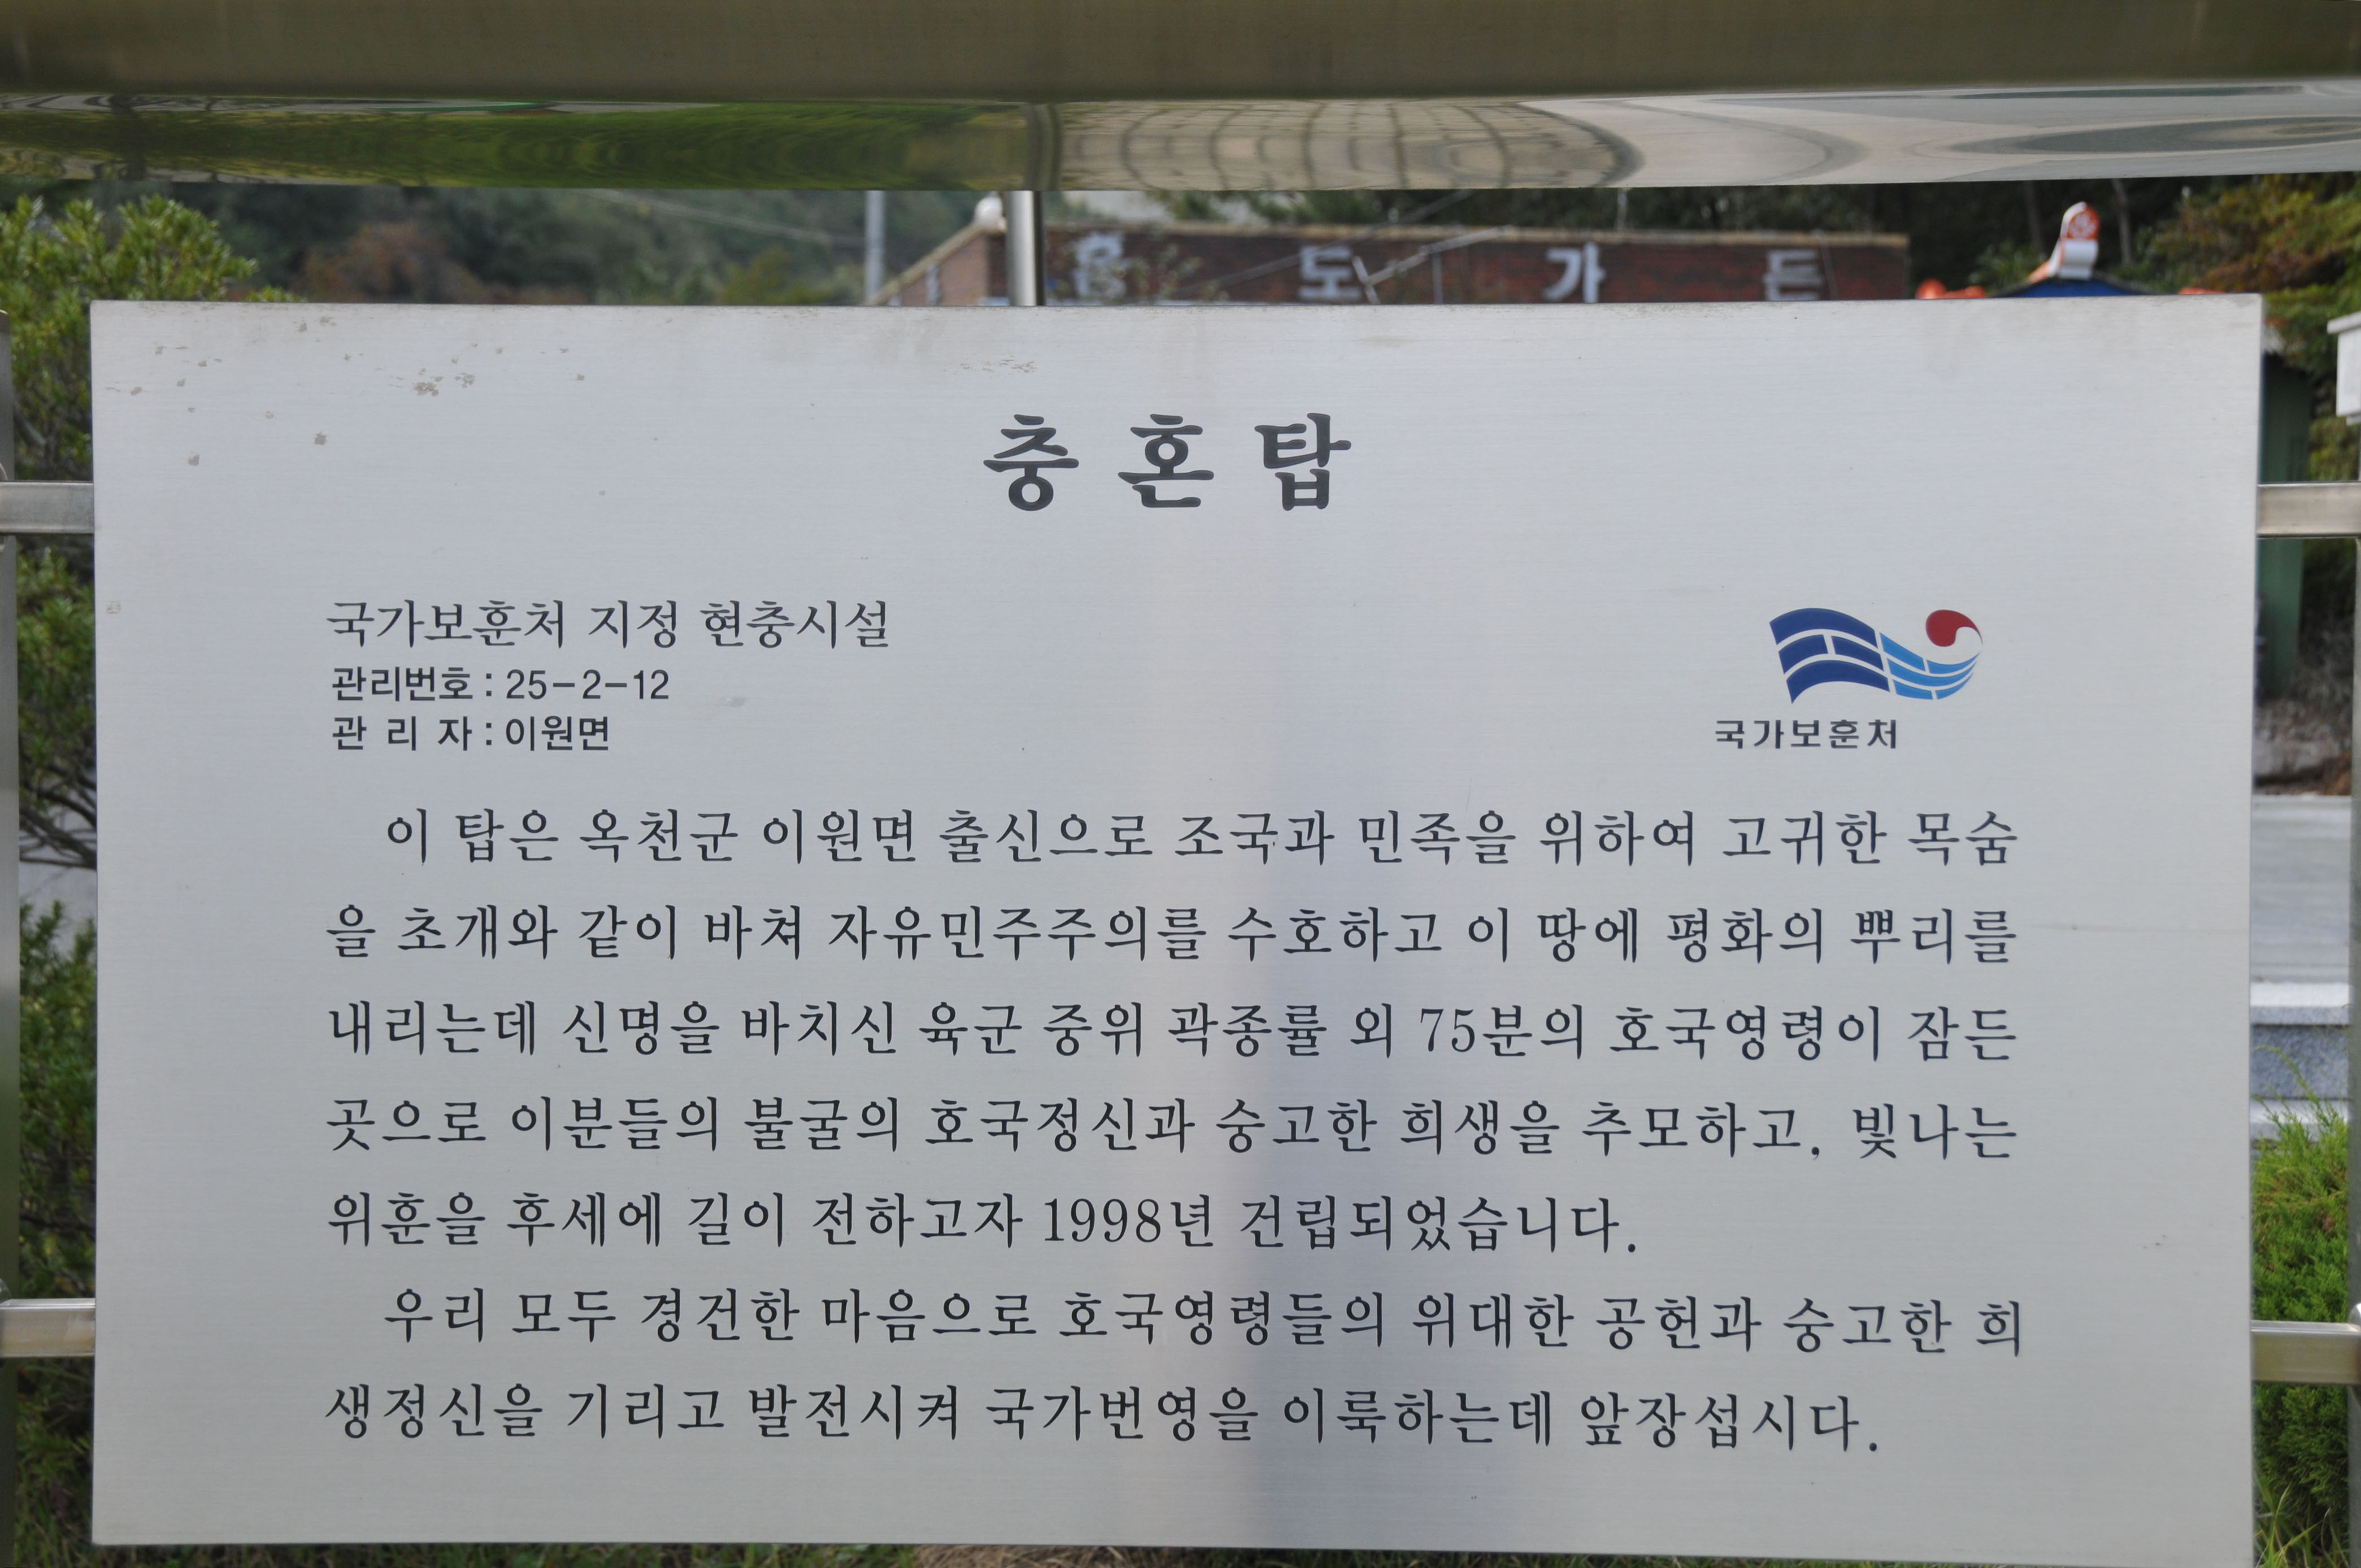 도 가 든
충혼탑
국가보훈처 지정 현충시설
관리번호 : 25-2-12
관 리 자 : 이원면
국가보훈처
이 탑은 옥천군 이원면 출신으로 조국과 민족을 위하여 고귀한 목숨
을 초개와 같이 바쳐 자유민주주의를 수호하고 이 땅에 평화의 뿌리를
내리는데 신명을 바치신 육군 중위 곽종률 외 75분의 호국영령이 잠든
곳으로 이분들의 불굴의 호국정신과 숭고한 희생을 추모하고, 빛나는
위훈을 후세에 길이 전하고자 1998년 건립되었습니다.
우리 모두 경건한 마음으로 호국영령들의 위대한 공헌과 숭고한 희
생정신을 기리고 발전시켜 국가번영을 이룩하는데 앞장섭시다.